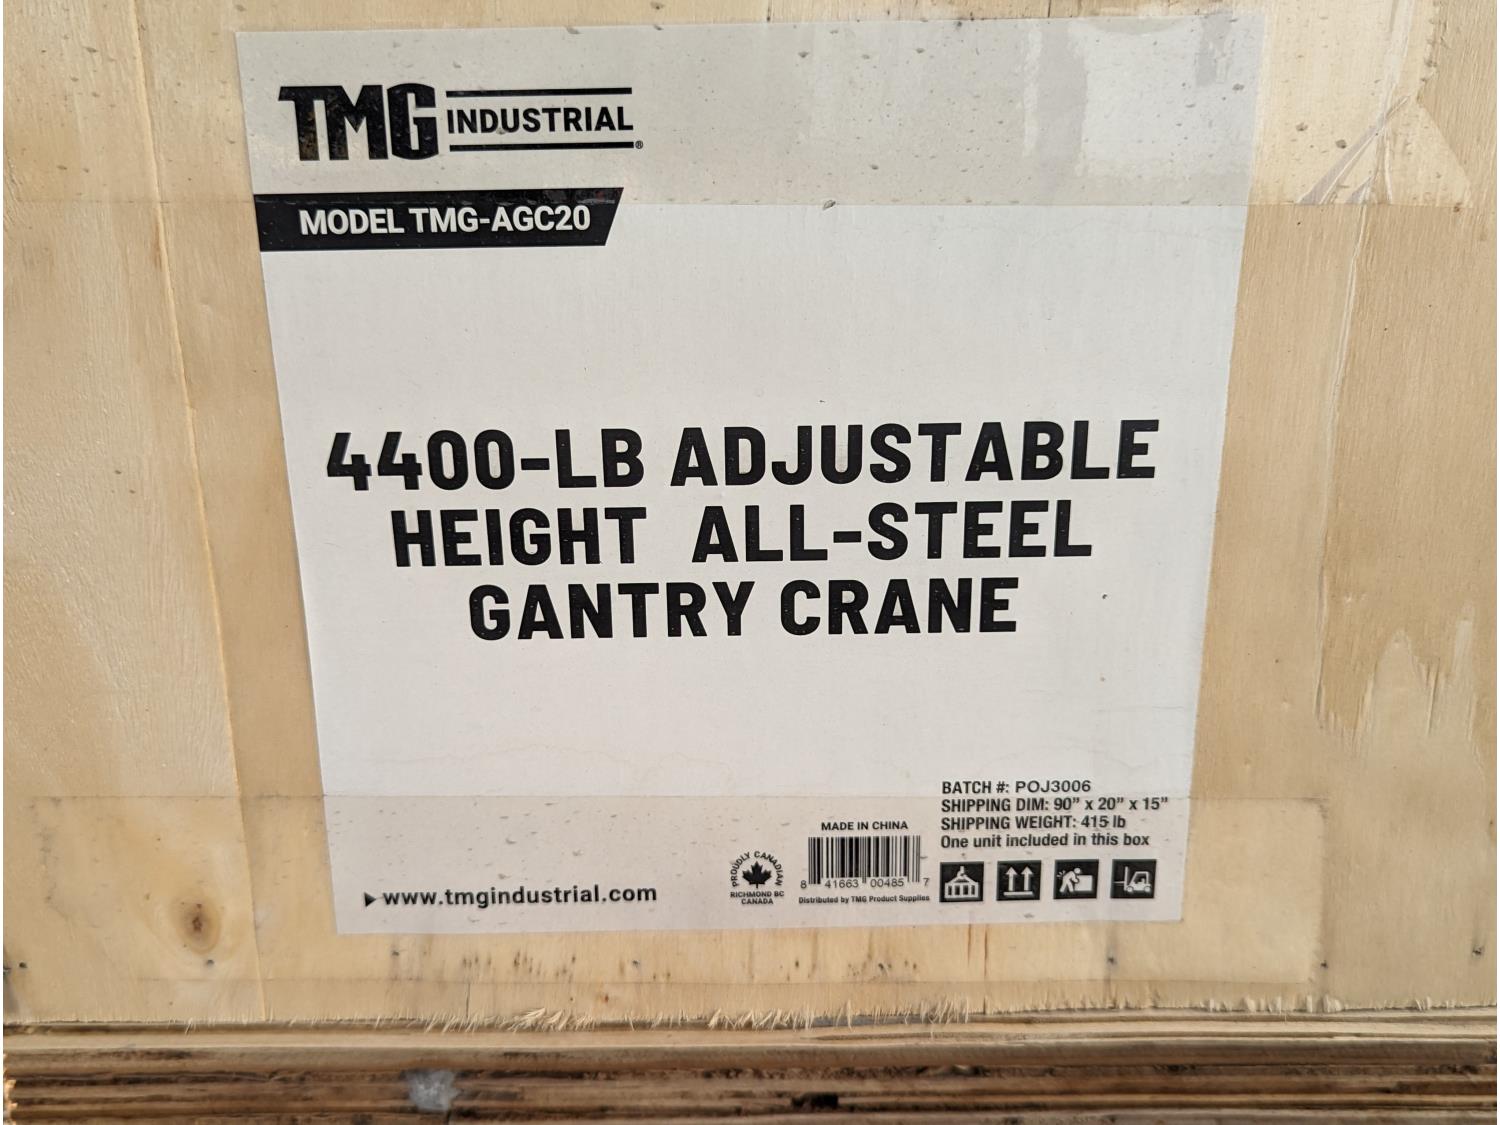 TMG INDUSTRIAL®
MODEL TMG-AGC20
4400-LB ADJUSTABLE
HEIGHT ALL-STEEL
GANTRY CRANE
BATCH #: POJ3006
SHIPPING DIM: 90" x 20" x 15"
SHIPPING WEIGHT: 415 lb
One unit included in this box
MADE IN CHINA
8 41663 00485 7
Distributed by TMG Product Supplies
PROUDLY CANADIAN
RICHMOND BC
CANADA
www.tmgindustrial.com